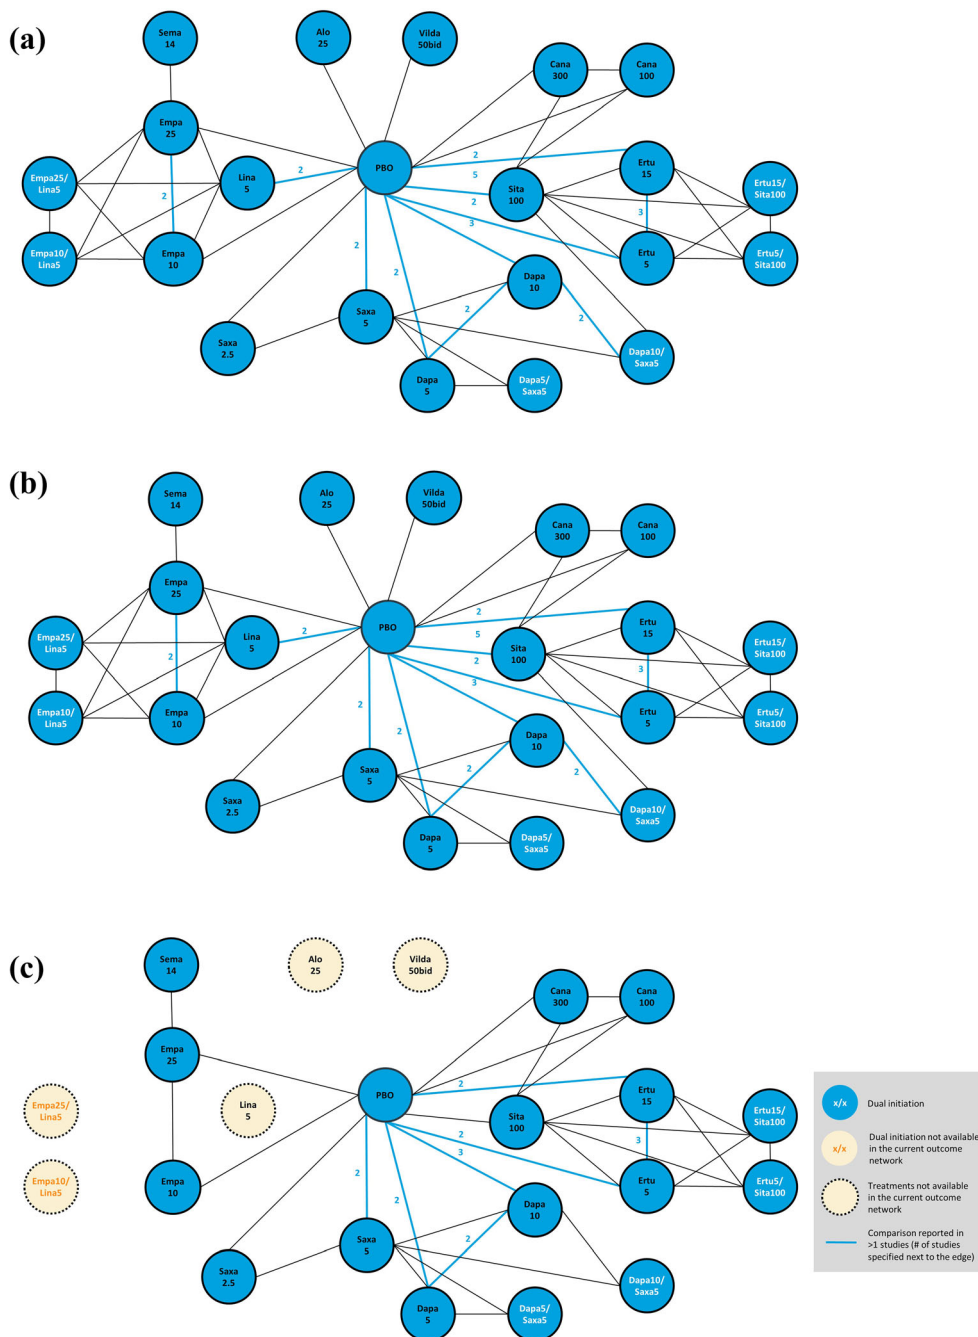 (a)
Sema
14
Alo
25
Vilda
50bid
Cana
300
Cana
100
Empa
25
PBO
2
Ertu
15
Empa25/
Lina5
Lina
5
2
5
Sita
100
2
Ertu15/
Sita100
2
3
3
Empa10/
Lina5
Empa
10
2
Ertu
5
Ertu5/
Sita100
2
Dapa
10
Saxa
5
2
2
Saxa
2.5
Dapa10/
Saxa5
Dapa
5
Dapa5/
Saxa5
(b)
Sema
14
Alo
25
Vilda
50bid
Cana
300
Cana
100
Empa
25
PBO
2
Ertu
15
Empa25/
Lina5
Lina
5
2
5
Sita
100
2
Ertu15/
Sita100
2
3
3
Empa10/
Lina5
Empa
10
2
Ertu
5
Ertu5/
Sita100
2
Dapa
10
Saxa
5
2
2
Saxa
2.5
Dapa10/
Saxa5
Dapa
5
Dapa5/
Saxa5
(c)
Sema
14
Alo
25
Vilda
50bid
Cana
300
Cana
100
Empa
25
PBO
2
Ertu
15
Empa25/
Lina5
Lina
5
Sita
100
2
Ertu15/
Sita100
3
3
Empa10/
Lina5
Empa
10
2
Ertu
5
Ertu5/
Sita100
2
Dapa
10
Saxa
5
2
Saxa
2.5
Dapa10/
Saxa5
Dapa
5
Dapa5/
Saxa5
x/x
Dual initiation
x/x
Dual initiation not available
in the current outcome
network
Treatments not available
in the current outcome
network
Comparison reported in
>1 studies (# of studies
specified next to the edge)